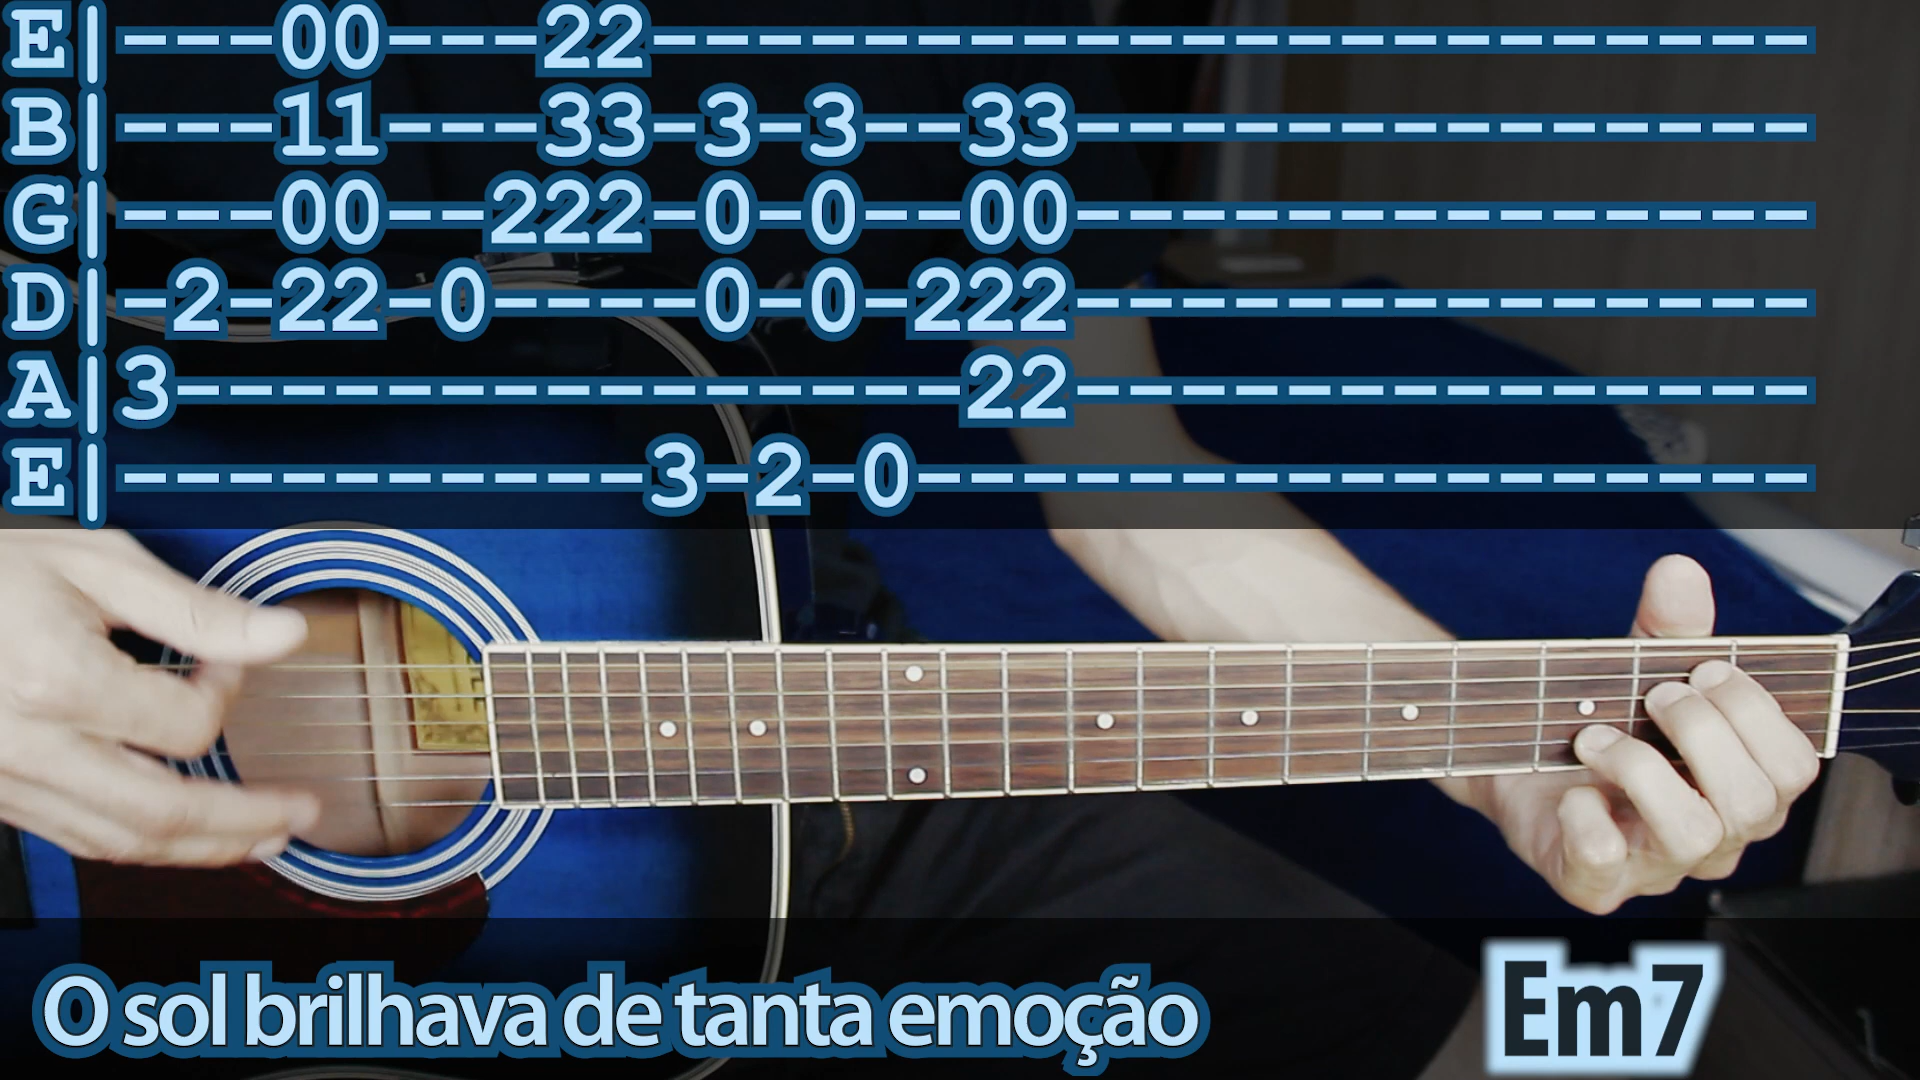 E|---00---22----------------------
B|---11---33-3-3--33--------------
G|---00--222-0-0--00--------------
D|-2-22-0----0-0-222--------------
A|3---------------22--------------
E|----------3-2-0-----------------
O sol brilhava de tanta emoção
Em7